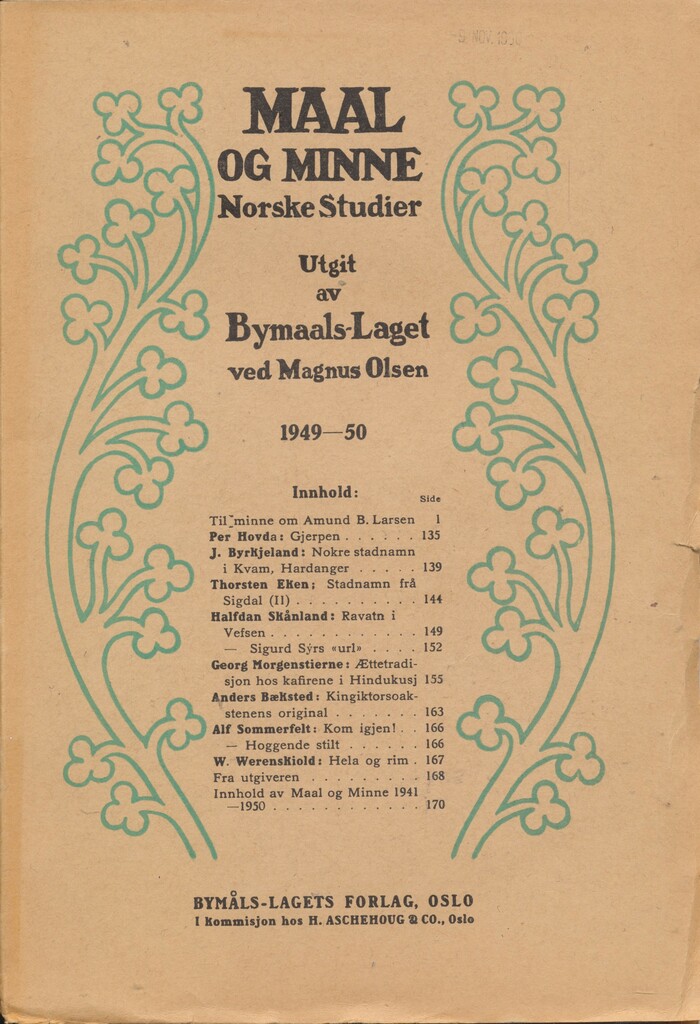 MAAL
OG MINNE
Norske Studier
Utgit
av
Bymaals-Laget
ved Magnus Olsen
1949—50
Innhold:
Side
Til minne om Amund B. Larsen 1
Per Hovda: Gjerpen . . . . . . 135
J. Byrkjeland: Nokre stadnamn
i Kvam, Hardanger . . . . . 139
Thorsten Eken; Stadnamn frå
Sigdal (II) . . . . . . . . . . 144
Halfdan Skånland: Ravatn i
Vefsen . . . . . . . . . . . . 149
— Sigurd Sýrs «url» . . . . 152
Georg Morgenstierne: Ættetradi-
sjon hos kafirene i Hindukusj 155
Anders Bæksted: Kingiktorsoak-
stenens original . . . . . . . 163
Alf Sommerfelt: Kom igjen! . . 166
— Hoggende stilt . . . . . . 166
W. Werenskiold: Hela og rim . 167
Fra utgiveren . . . . . . . . . 168
Innhold av Maal og Minne 1941
—1950 . . . . . . . . . . . . 170
BYMÅLS-LAGETS FORLAG, OSLO
I Kommisjon hos H. ASCHEHOUG & CO., Oslo